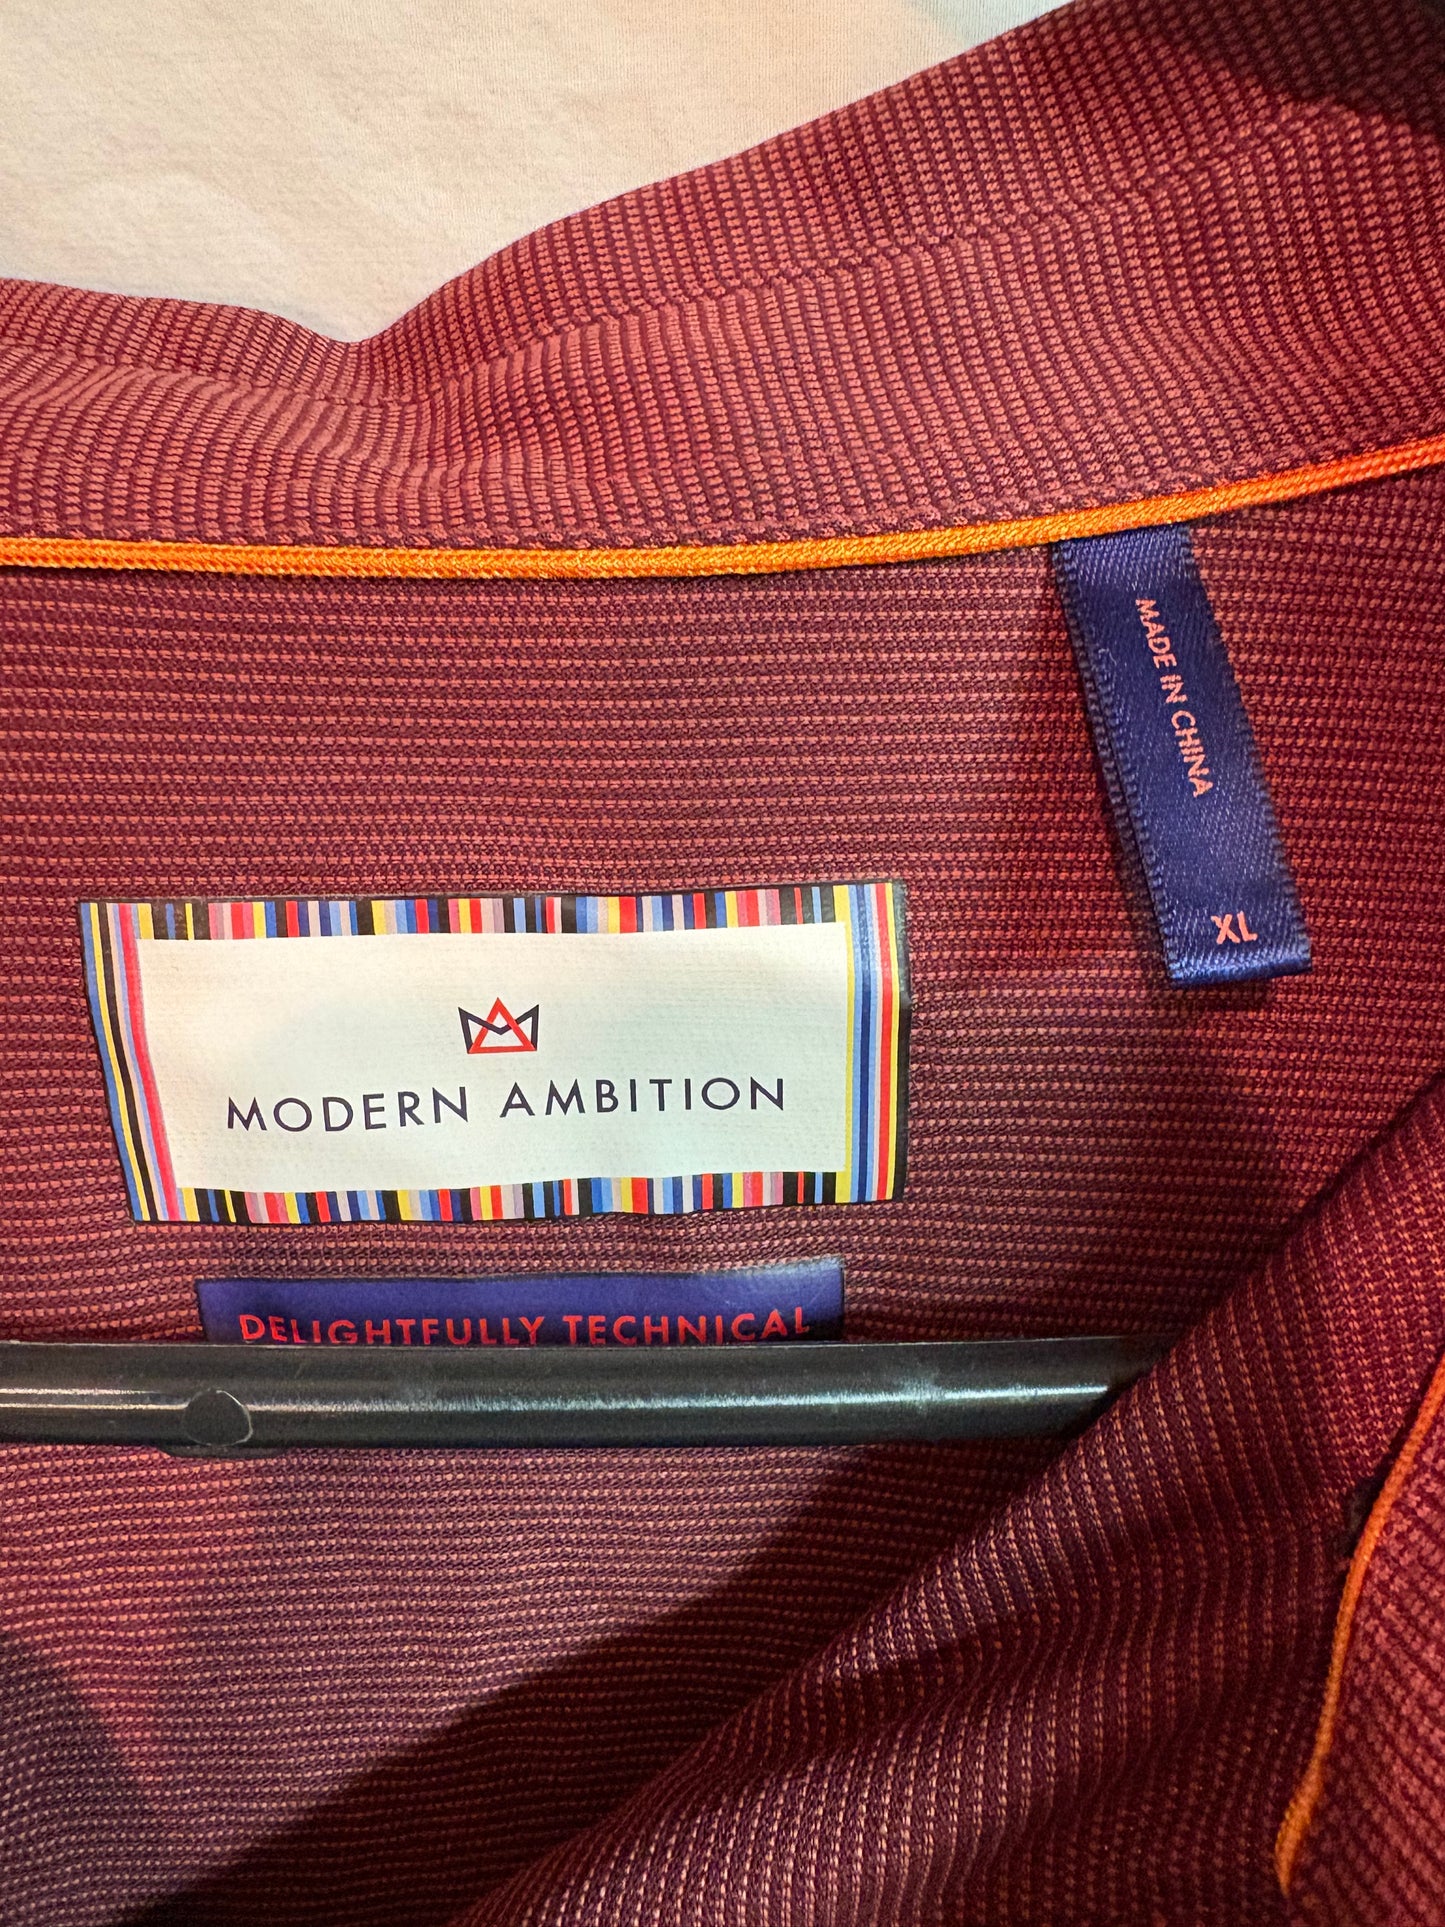 MADE IN CHINA
XL
MODERN AMBITION
DELIGHTFULLY TECHNICAL